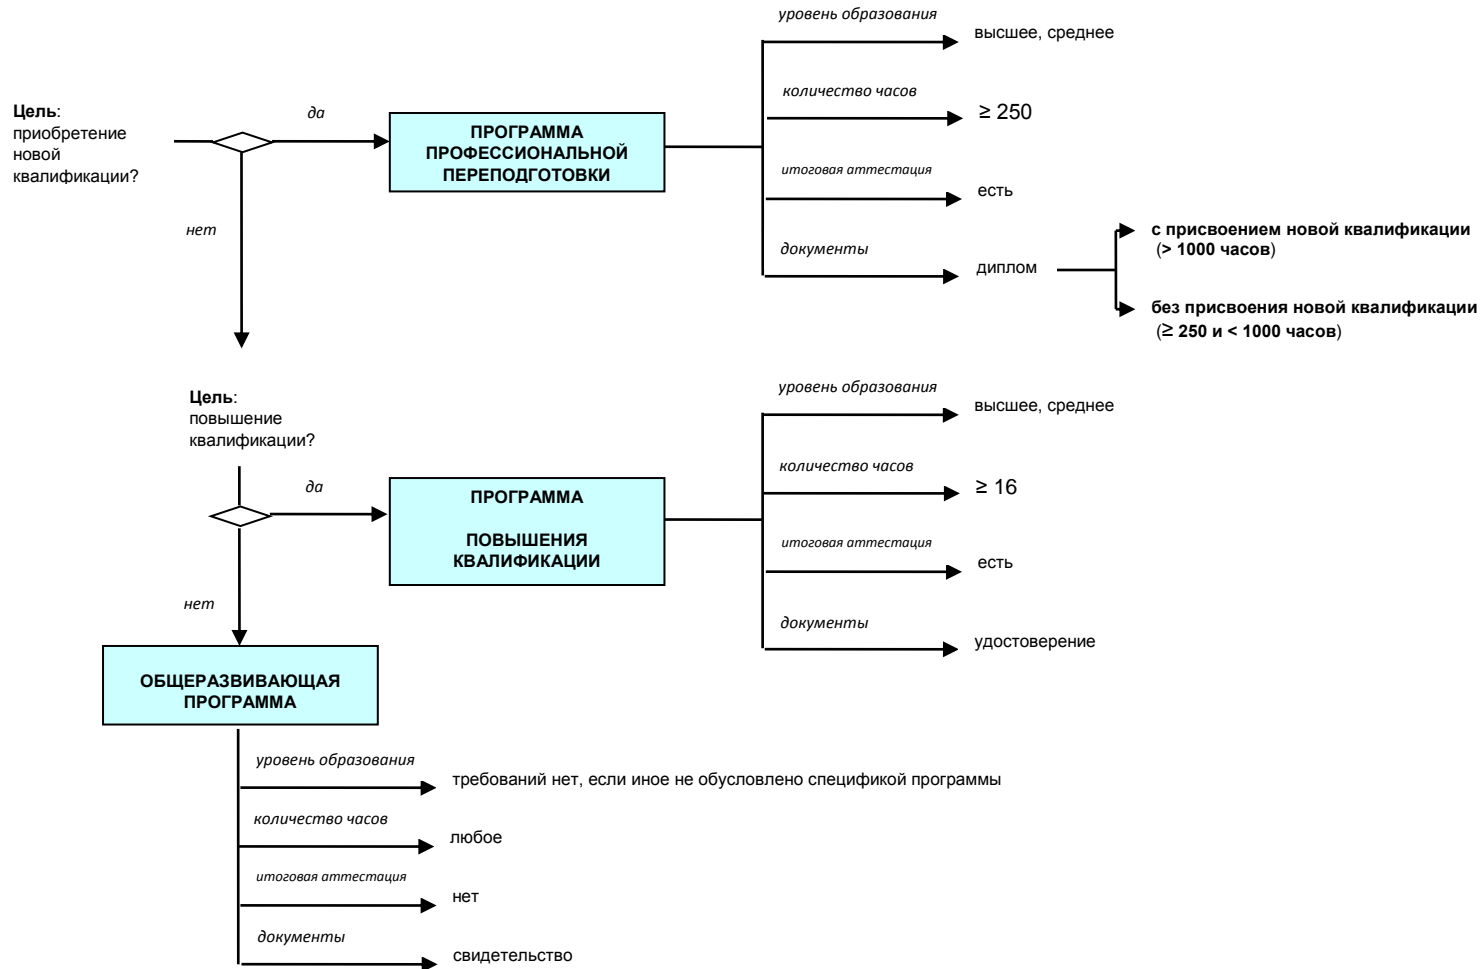 уровень образования
высшее, среднее
количество часов
≥ 250
Цель:
приобретение
новой
квалификации?
да
ПРОГРАММА
ПРОФЕССИОНАЛЬНОЙ
ПЕРЕПОДГОТОВКИ
итоговая аттестация
есть
нет
документы
диплом
с присвоением новой квалификации
(> 1000 часов)
без присвоения новой квалификации
(≥ 250 и < 1000 часов)
Цель:
повышение
квалификации?
да
ПРОГРАММА
ПОВЫШЕНИЯ
КВАЛИФИКАЦИИ
уровень образования
высшее, среднее
количество часов
≥ 16
итоговая аттестация
есть
документы
удостоверение
нет
ОБЩЕРАЗВИВАЮЩАЯ
ПРОГРАММА
уровень образования
требований нет, если иное не обусловлено спецификой программы
количество часов
любое
итоговая аттестация
нет
документы
свидетельство